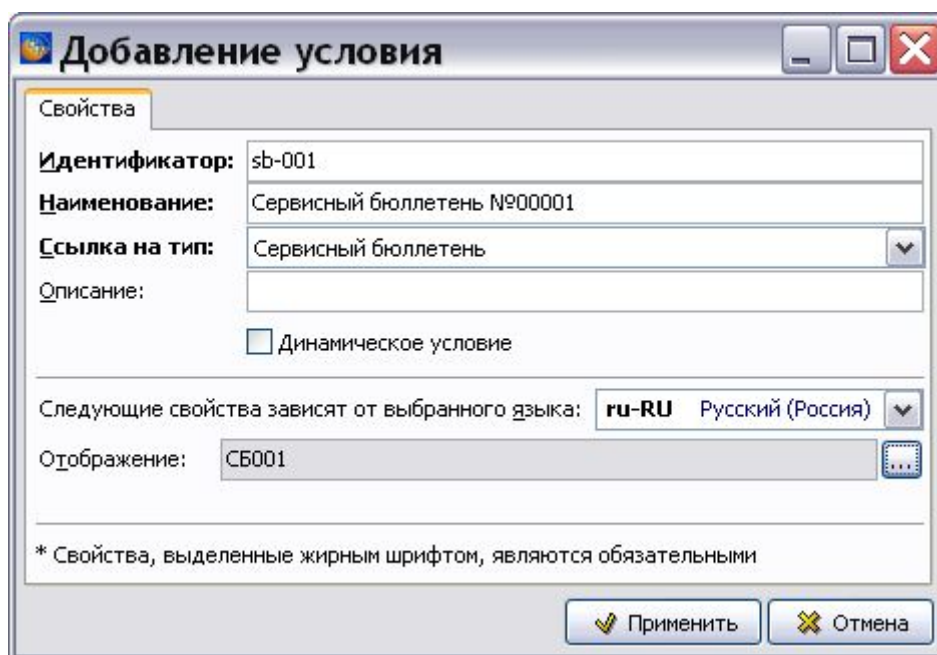 Добавление условия
Свойства
Идентификатор: sb-001
Наименование: Сервисный бюллетень №00001
Ссылка на тип: Сервисный бюллетень
Описание:
Динамическое условие
Следующие свойства зависят от выбранного языка: ru-RU Русский (Россия)
Отображение: СБ001 ...
* Свойства, выделенные жирным шрифтом, являются обязательными
Применить Отмена